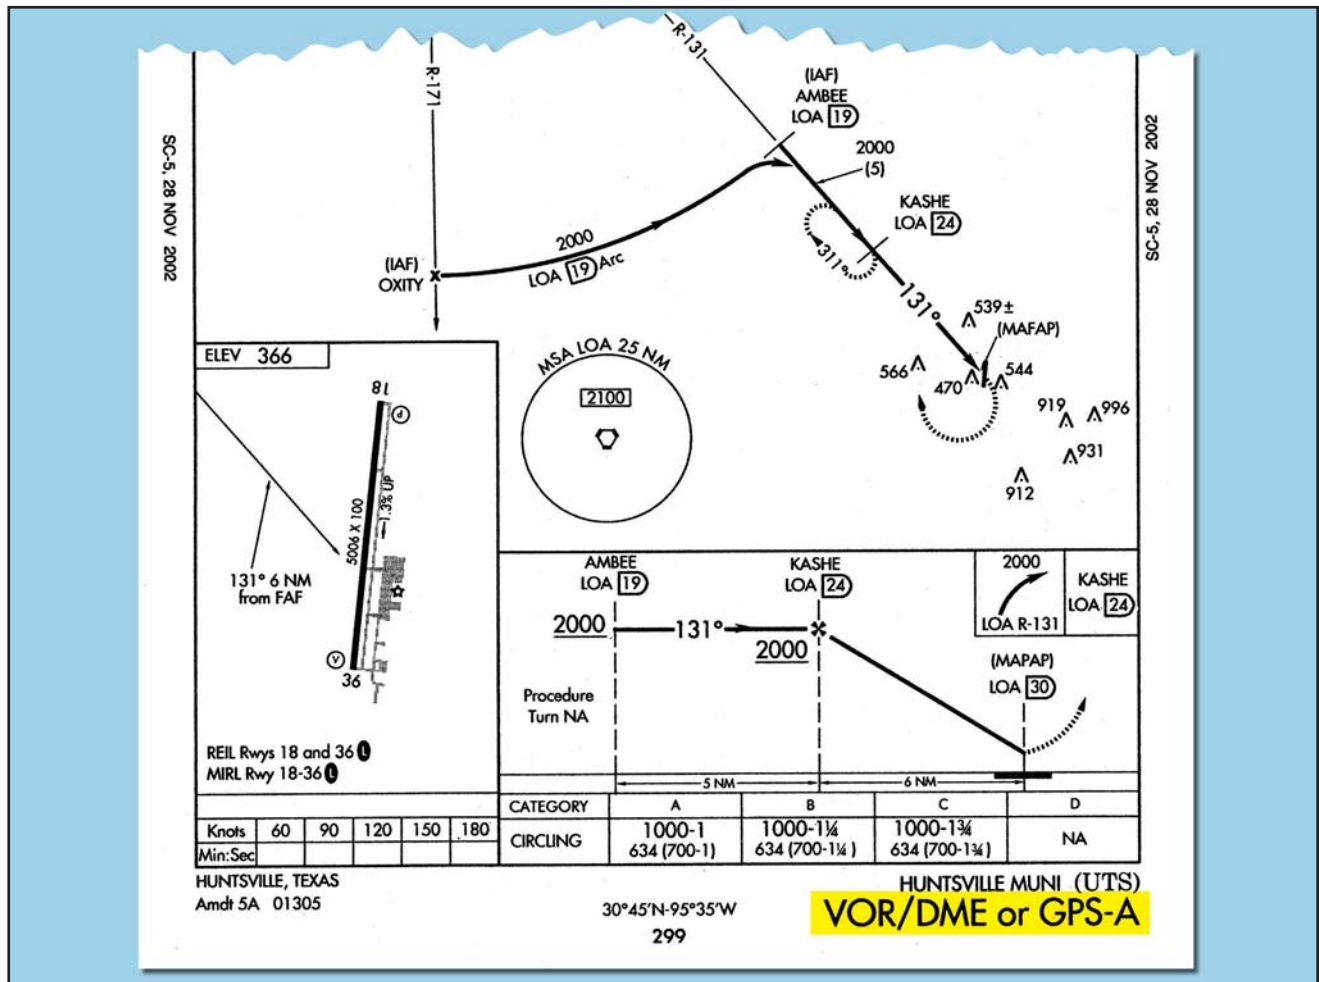 R-171
R-131
(IAF)
AMBEE
LOA 19
2000
(5)
KASHE
LOA 24
2000
LOA 19 Arc
(IAF)
OXITY
311°
131°
539±
(MAFAP)
566
470
544
919
996
931
912
MSA LOA 25 NM
2100
SC-5, 28 NOV 2002
SC-5, 28 NOV 2002
ELEV 366
18
P
5006 X 100
1.3% UP
131° 6 NM
from FAF
V
36
REIL Rwys 18 and 36 L
MIRL Rwy 18-36 L
Knots 60 90 120 150 180
Min:Sec
AMBEE
LOA 19
KASHE
LOA 24
2000
LOA R-131
KASHE
LOA 24
2000
131°
2000
(MAPAP)
LOA 30
Procedure
Turn NA
5 NM
6 NM
CATEGORY A B C D
CIRCLING 1000-1 1000-1¼ 1000-1¾ NA
634 (700-1) 634 (700-1¼) 634 (700-1¾)
HUNTSVILLE, TEXAS
Amdt 5A 01305
30°45'N-95°35'W
299
HUNTSVILLE MUNI (UTS)
VOR/DME or GPS-A